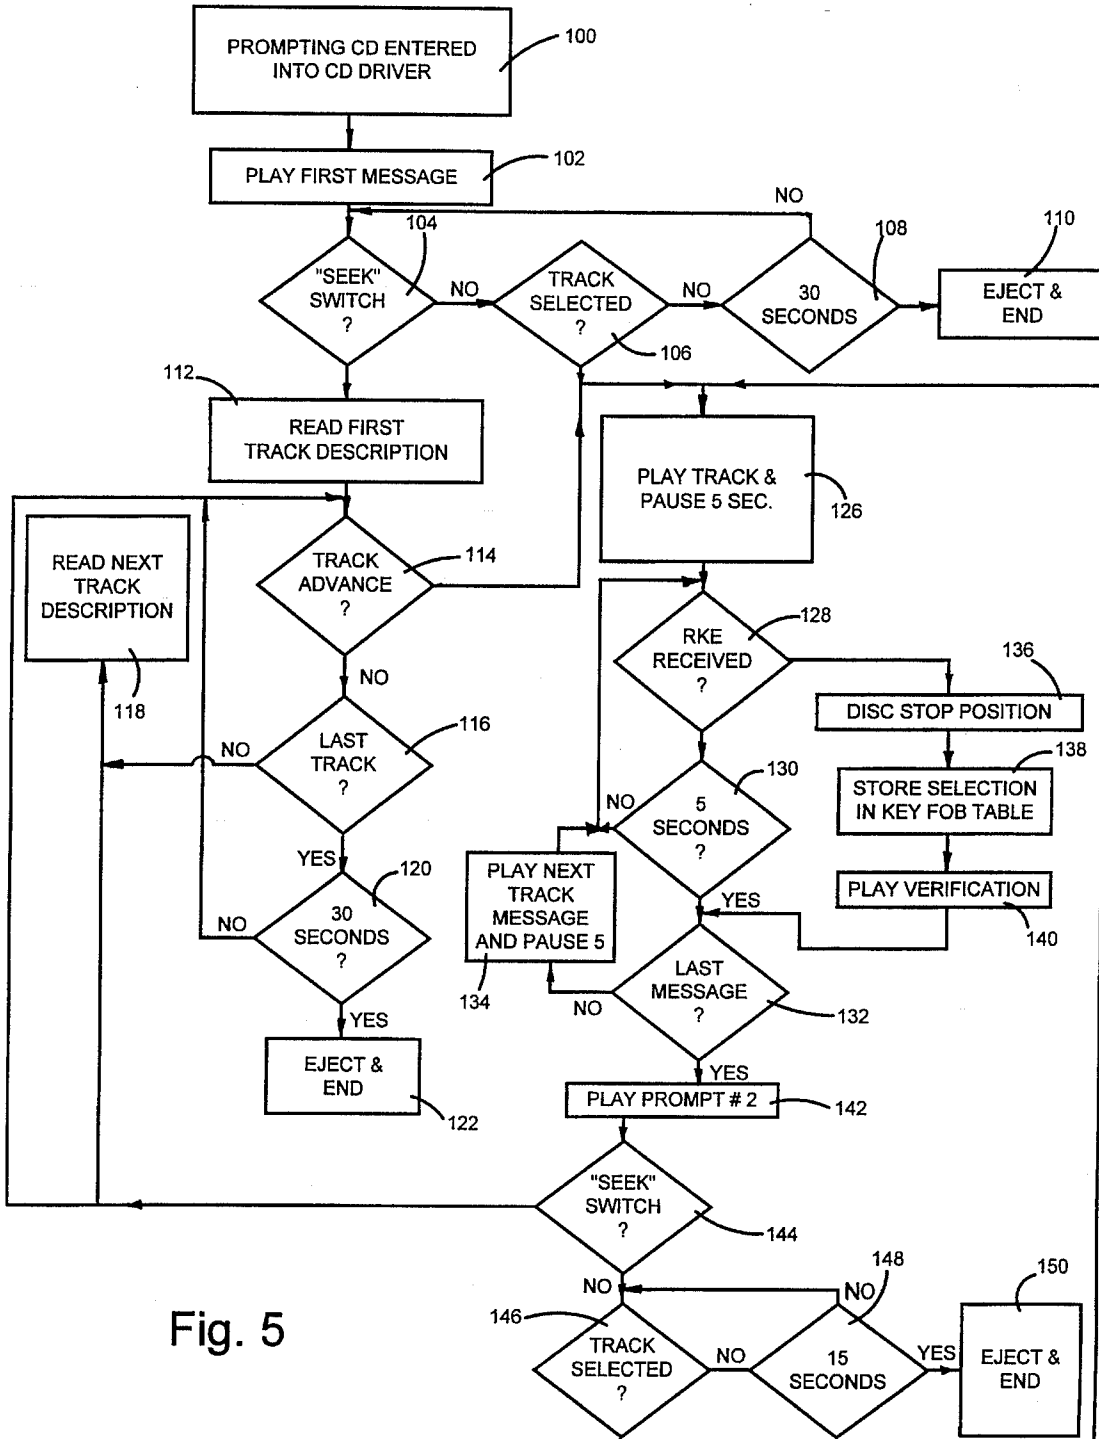 PROMPTING CD ENTERED
INTO CD DRIVER
100
PLAY FIRST MESSAGE
102
NO
"SEEK"
SWITCH
?
104
NO
TRACK
SELECTED
?
106
NO
30
SECONDS
108
EJECT &
END
110
112
READ FIRST
TRACK DESCRIPTION
READ NEXT
TRACK
DESCRIPTION
118
TRACK
ADVANCE
?
114
NO
LAST
TRACK
?
116
NO
YES
30
SECONDS
?
120
NO
YES
EJECT &
END
122
PLAY TRACK &
PAUSE 5 SEC.
126
RKE
RECEIVED
?
128
136
DISC STOP POSITION
138
STORE SELECTION
IN KEY FOB TABLE
PLAY VERIFICATION
140
5
SECONDS
?
130
NO
YES
PLAY NEXT
TRACK
MESSAGE
AND PAUSE 5
134
LAST
MESSAGE
?
132
NO
YES
PLAY PROMPT # 2
142
"SEEK"
SWITCH
?
144
NO
146
TRACK
SELECTED
?
NO
15
SECONDS
148
NO
YES
150
EJECT &
END
Fig. 5